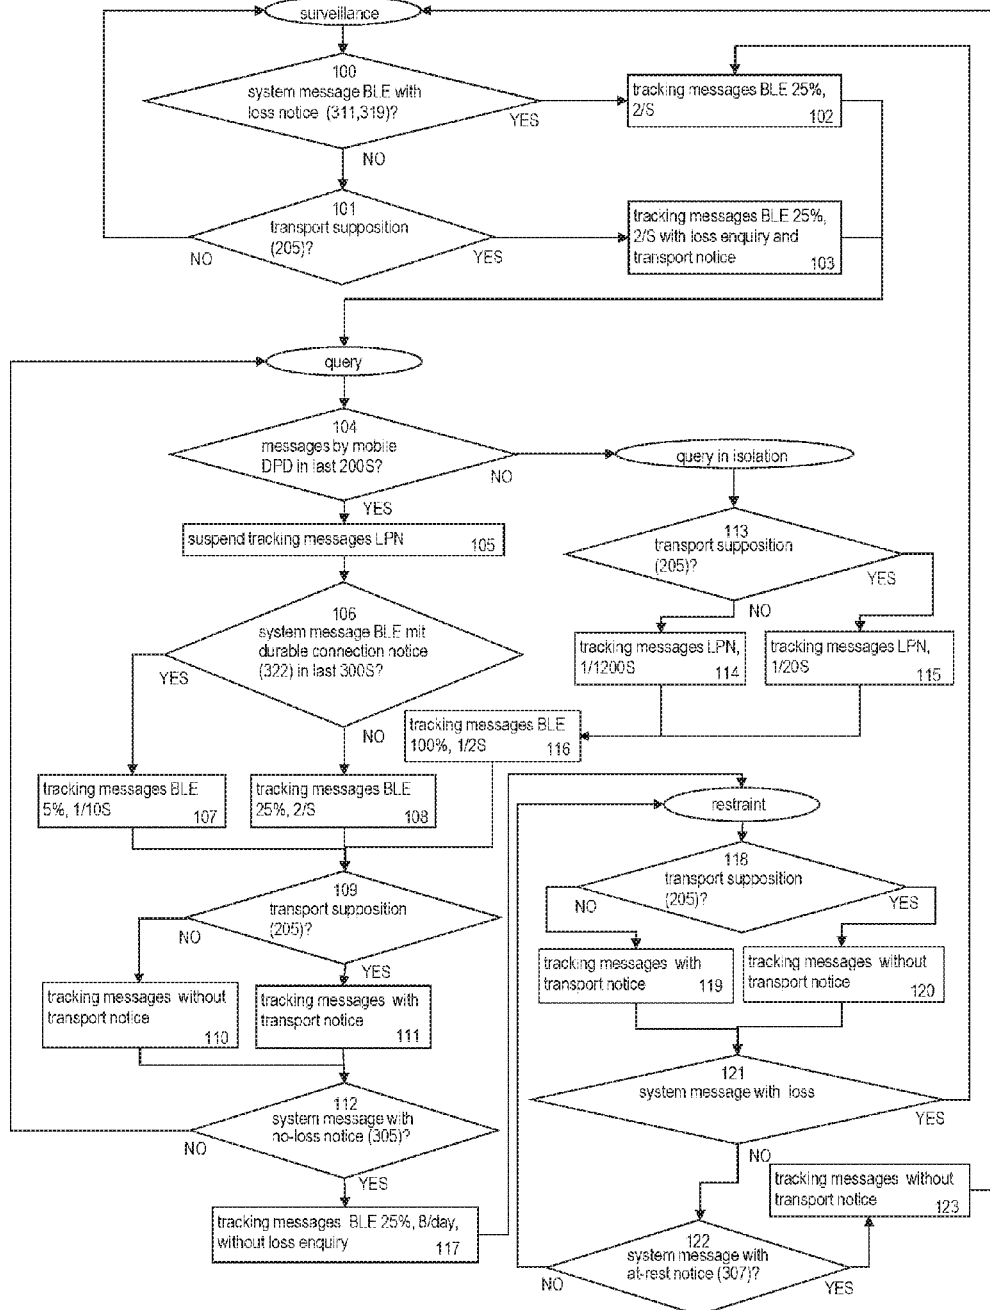 surveillance
100
system message BLE with
loss notice (311,319)?
YES
NO
tracking messages BLE 25%,
2/S
102
101
transport supposition
(205)?
NO
YES
tracking messages BLE 25%,
2/S with loss enquiry and
transport notice
103
query
104
messages by mobile
DPD in last 200S?
NO
YES
query in isolation
suspend tracking messages LPN
105
113
transport supposition
(205)?
YES
NO
106
system message BLE mit
durable connection notice
(322) in last 300S?
YES
NO
tracking messages LPN,
1/1200S
114
tracking messages LPN,
1/20S
115
tracking messages BLE
100%, 1/2S
116
tracking messages BLE
5%, 1/10S
107
tracking messages BLE
25%, 2/S
108
restraint
118
transport supposition
(205)?
NO
YES
109
transport supposition
(205)?
NO
YES
tracking messages with
transport notice
119
tracking messages without
transport notice
120
tracking messages without
transport notice
110
tracking messages with
transport notice
111
121
system message with loss
YES
NO
112
system message with
no-loss notice (305)?
NO
YES
tracking messages without
transport notice
123
tracking messages BLE 25%, 8/day,
without loss enquiry
117
122
system message with
at-rest notice (307)?
NO
YES